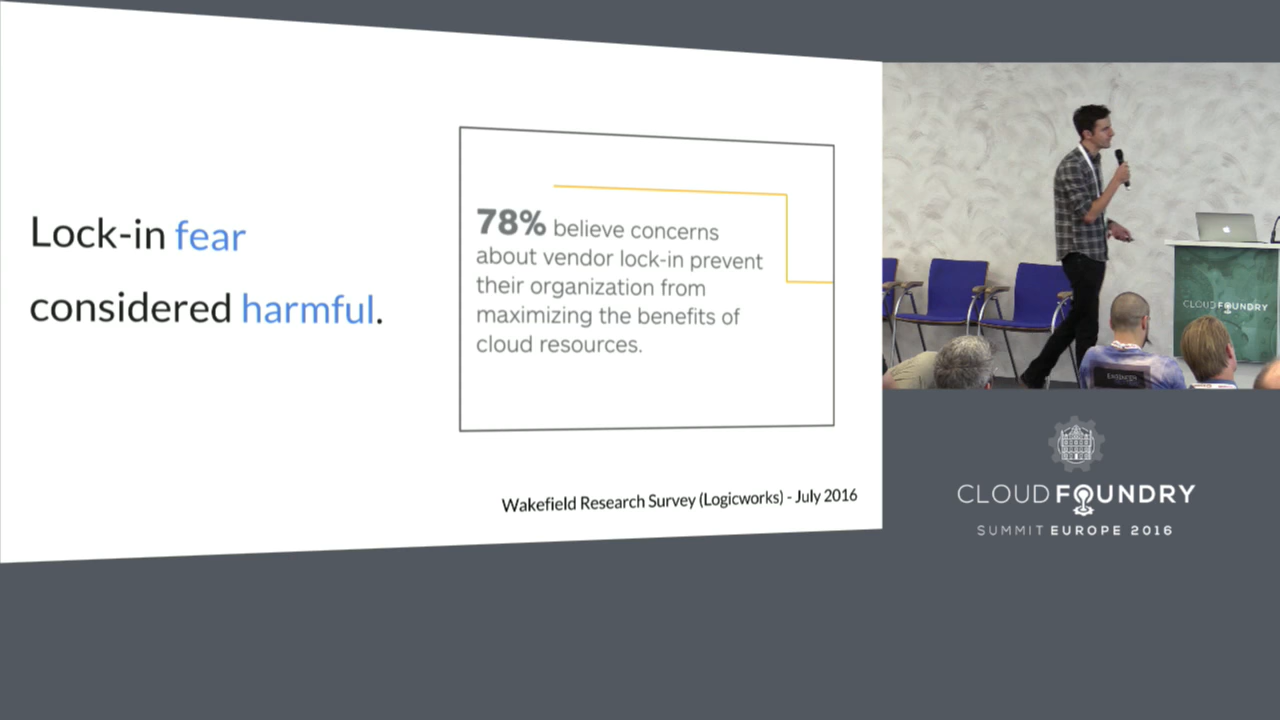 Lock-in fear
considered harmful.
78% believe concerns
about vendor lock-in prevent
their organization from
maximizing the benefits of
cloud resources.
Wakefield Research Survey (Logicworks) - July 2016
CLOUD FOUNDRY
CLOUD FOUNDRY
SUMMIT EUROPE 2016